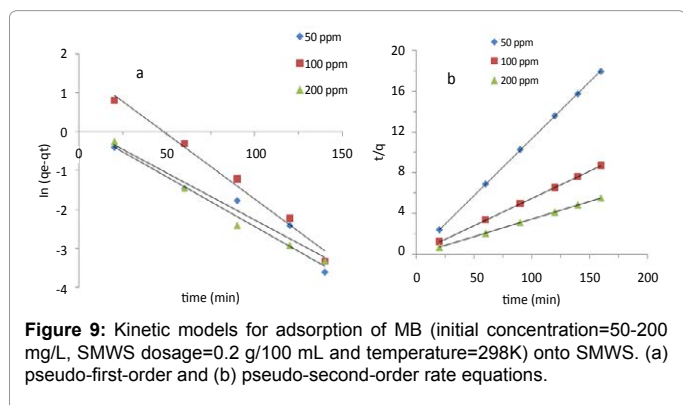 a
50 ppm
100 ppm
200 ppm
2
1
0
-1
-2
-3
-4
0
50
100
150
ln (qe-qt)
time (min)
b
50 ppm
100 ppm
200 ppm
20
16
12
8
4
0
0
50
100
150
200
t/q
time (min)
Figure 9: Kinetic models for adsorption of MB (initial concentration=50-200
mg/L, SMWS dosage=0.2 g/100 mL and temperature=298K) onto SMWS. (a)
pseudo-first-order and (b) pseudo-second-order rate equations.